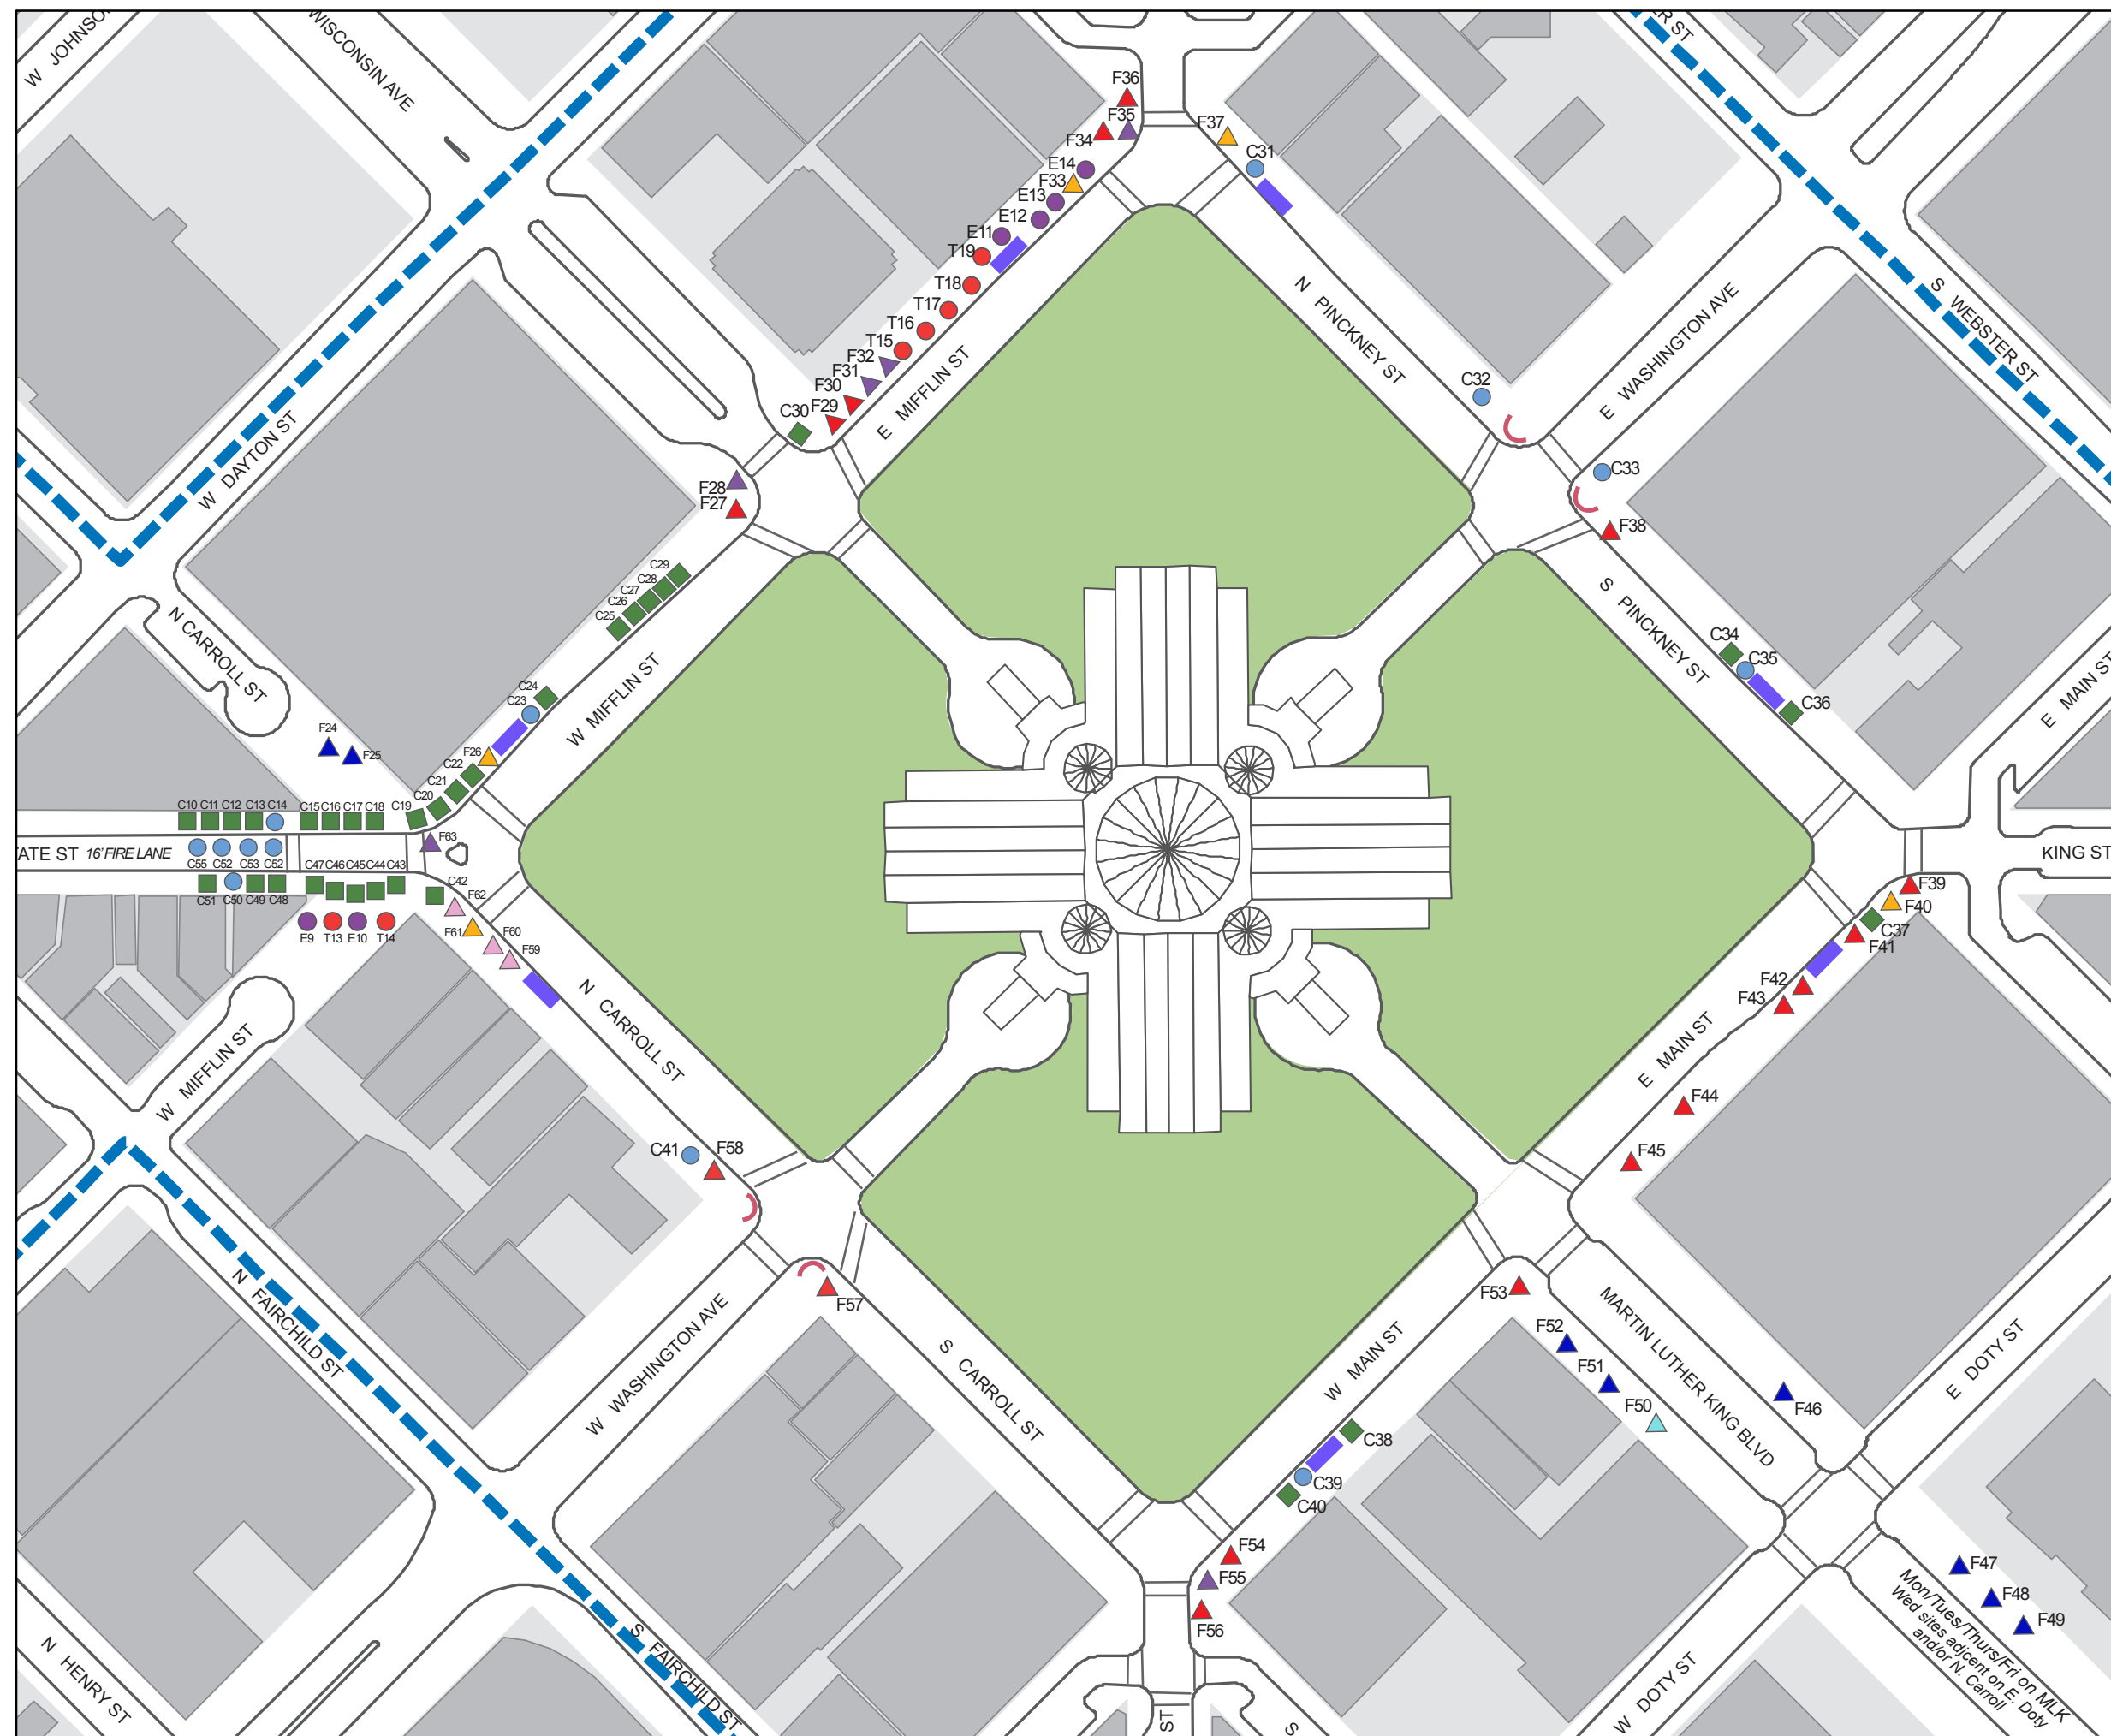 W JOHNSO
WISCONSIN AVE
ER ST
F36
F35
F34
F37
E14
C31
F33
E13
E12
E11
T19
T18
T17
T16
T15
F32
F31
F30
F29
C30
E MIFFLIN ST
N PINCKNEY ST
C32
E WASHINGTON AVE
S WEBSTER ST
W DAYTON ST
F28
F27
C33
F38
C29
C28
C27
C26
C25
N CARROLL ST
W MIFFLIN ST
S PINCKNEY ST
C34
C35
C36
E MAIN ST
C24
C23
F24
F25
F26
C22
C21
C20
C19
C10 C11 C12 C13 C14 C15 C16 C17 C18
F63
ATE ST 16' FIRE LANE
C55 C52 C53 C52
C47 C46 C45 C44 C43
C51 C50 C49 C48
C42
F62
F61
F60
F59
E9 T13 E10 T14
KING ST
F39
F40
C37
F41
F42
F43
N CARROLL ST
W MIFFLIN ST
E MAIN ST
F44
F45
C41
F58
F57
N FAIRCHILD ST
W WASHINGTON AVE
S CARROLL ST
W MAIN ST
F53
F52
F51
F50
MARTIN LUTHER KING BLVD
F46
E DOTY ST
C38
C39
C40
F54
F55
F56
F47
F48
F49
Mon/Tues/Thurs/Fri on MLK
Wed sites adjcent on E. Doty
and/or N. Carroll
N HENRY ST
S FAIRCHILD ST
W DOTY ST
ST
S